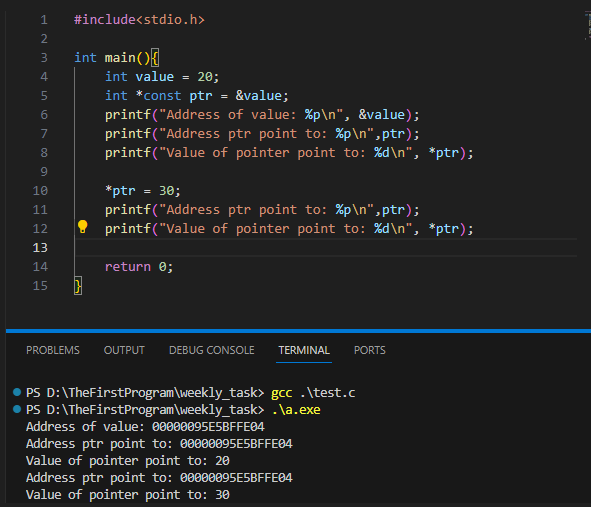 1 #include<stdio.h>
2
3 int main(){
4     int value = 20;
5     int *const ptr = &value;
6     printf("Address of value: %p\n", &value);
7     printf("Address ptr point to: %p\n",ptr);
8     printf("Value of pointer point to: %d\n", *ptr);
9
10     *ptr = 30;
11     printf("Address ptr point to: %p\n",ptr);
12     printf("Value of pointer point to: %d\n", *ptr);
13
14     return 0;
15 }
PROBLEMS OUTPUT DEBUG CONSOLE TERMINAL PORTS
PS D:\TheFirstProgram\weekly_task> gcc .\test.c
PS D:\TheFirstProgram\weekly_task> .\a.exe
Address of value: 00000095E5BFFE04
Address ptr point to: 00000095E5BFFE04
Value of pointer point to: 20
Address ptr point to: 00000095E5BFFE04
Value of pointer point to: 30